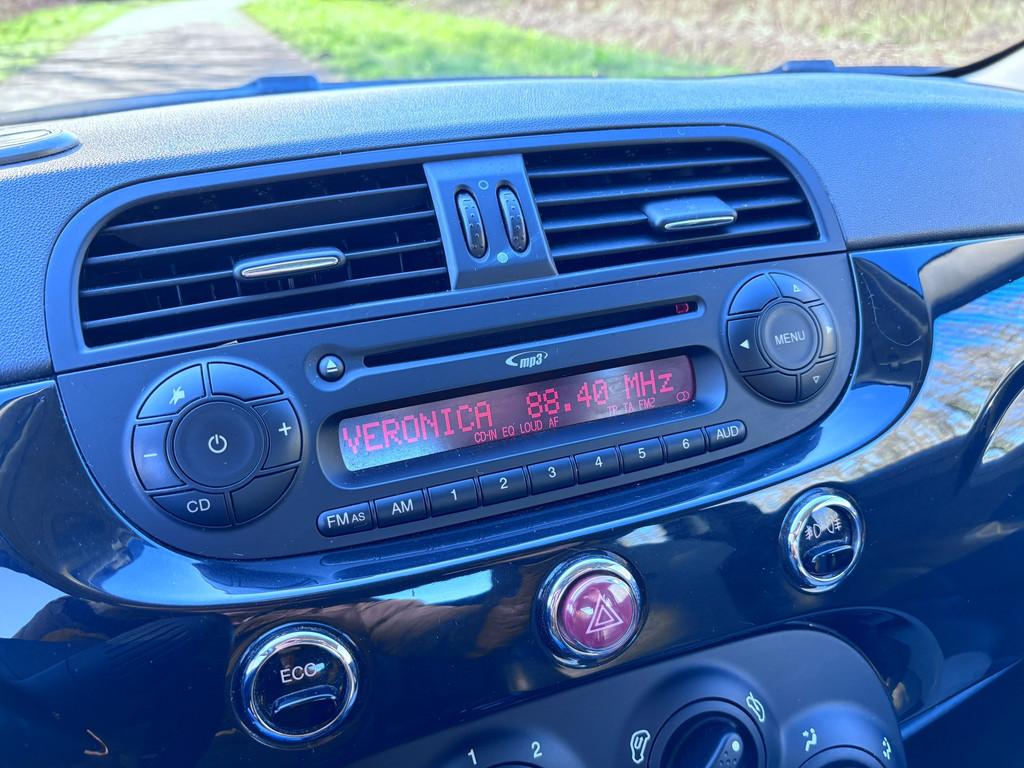 mp3
MENU
VERONICA 88.40 MHz
CD-IN EQ LOUD AF TP TA FM2
CD
FM AS AM 1 2 3 4 5 6 AUD
ECO
1 2